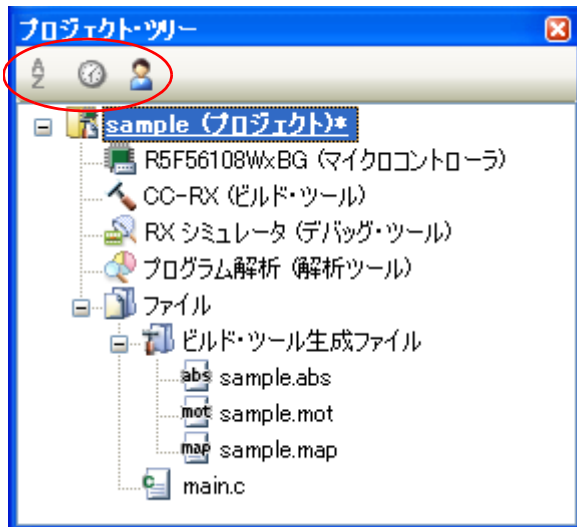 プロジェクト・ツリー
A
Z
sample (プロジェクト)*
R5F56108WxBG (マイクロコントローラ)
CC-RX (ビルド・ツール)
RX シミュレータ (デバッグ・ツール)
プログラム解析 (解析ツール)
ファイル
ビルド・ツール生成ファイル
abs sample.abs
mot sample.mot
map sample.map
c main.c